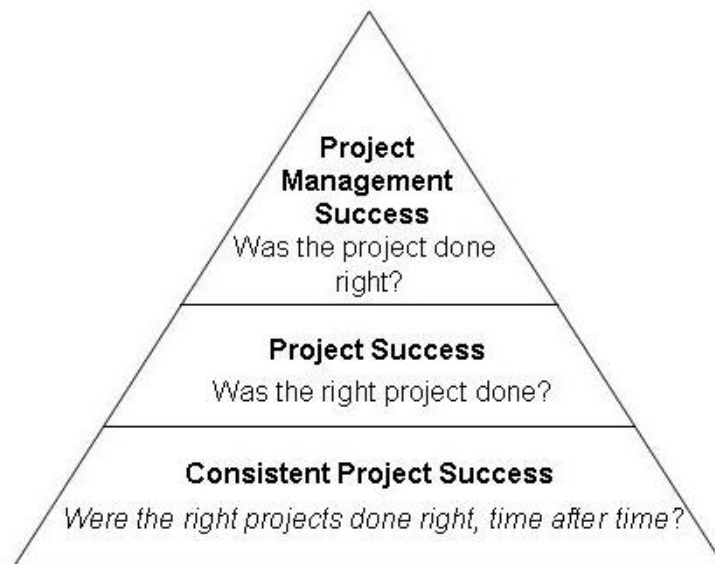 Project
Management
Success
Was the project done
right?
Project Success
Was the right project done?
Consistent Project Success
Were the right projects done right, time after time?